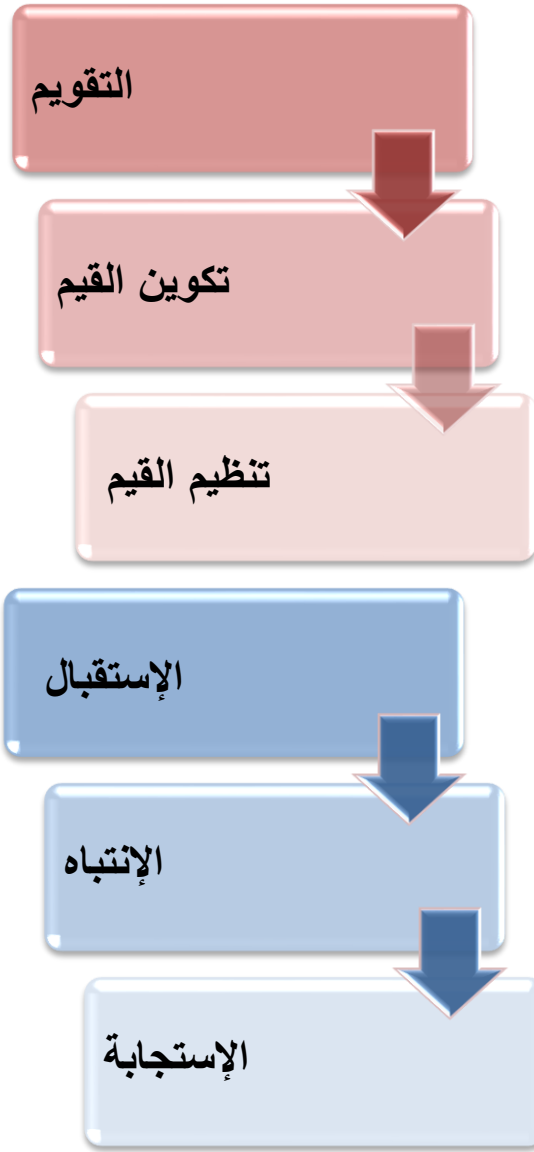 التقويم
تكوين القيم
تنظيم القيم
الإستقبال
الإنتباه
الإستجابة